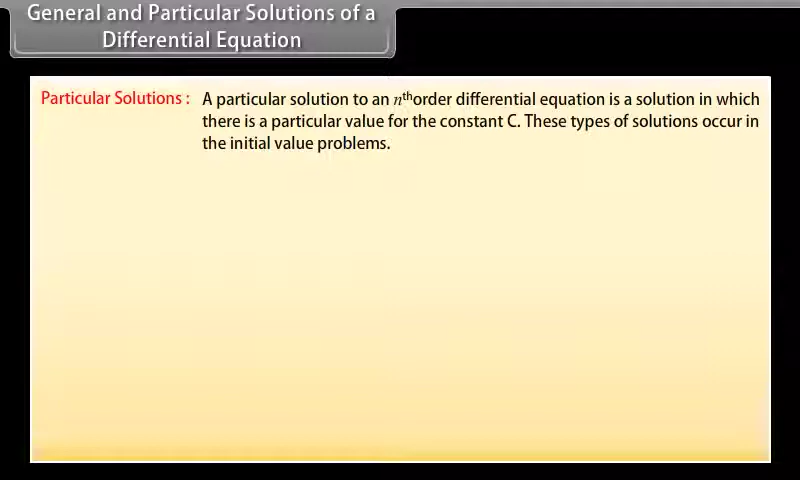 General and Particular Solutions of a
Differential Equation
Particular Solutions : A particular solution to an nᵗʰorder differential equation is a solution in which
there is a particular value for the constant C. These types of solutions occur in
the initial value problems.